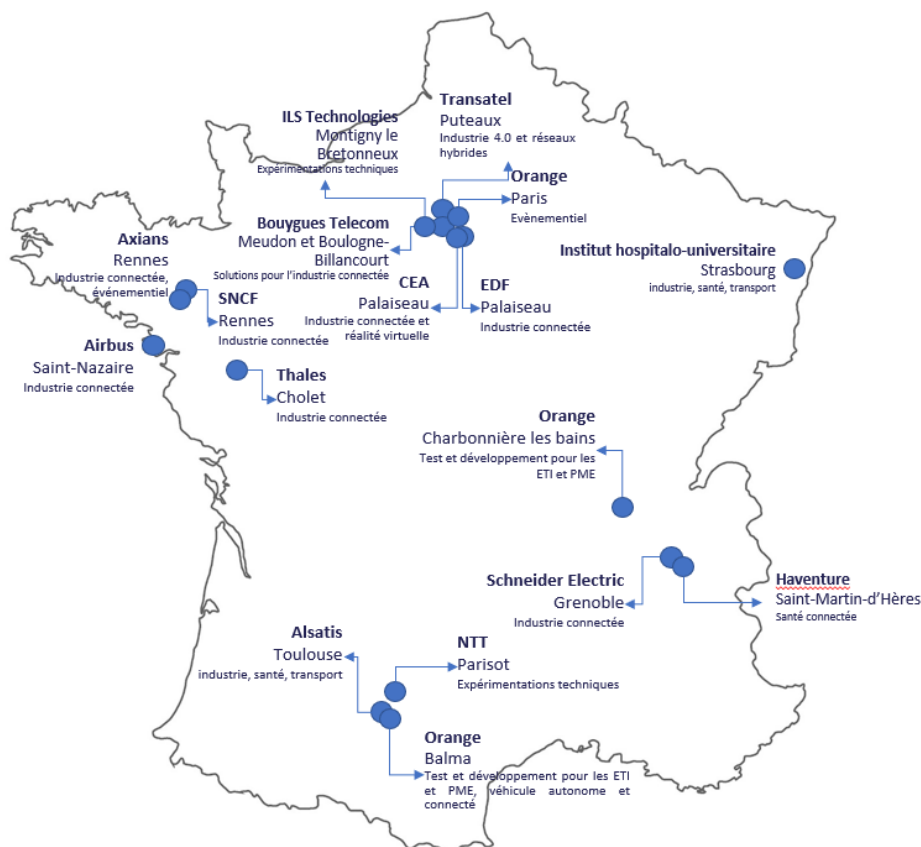 Transatel
Puteaux
Industrie 4.0 et réseaux
hybrides
ILS Technologies
Montigny le
Bretonneux
Expérimentations techniques
Orange
Paris
Evènementiel
Bouygues Telecom
Meudon et Boulogne-
Billancourt
Solutions pour l'industrie connectée
Axians
Rennes
Industrie connectée,
événementiel
Institut hospitalo-universitaire
Strasbourg
industrie, santé, transport
CEA
Palaiseau
Industrie connectée et
réalité virtuelle
EDF
Palaiseau
Industrie connectée
SNCF
Rennes
Industrie connectée
Airbus
Saint-Nazaire
Industrie connectée
Thales
Cholet
Industrie connectée
Orange
Charbonnière les bains
Test et développement pour les
ETI et PME
Schneider Electric
Grenoble
Industrie connectée
Haventure
Saint-Martin-d'Hères
Santé connectée
Alsatis
Toulouse
industrie, santé, transport
NTT
Parisot
Expérimentations techniques
Orange
Balma
Test et développement pour les ETI
et PME, véhicule autonome et
connecté